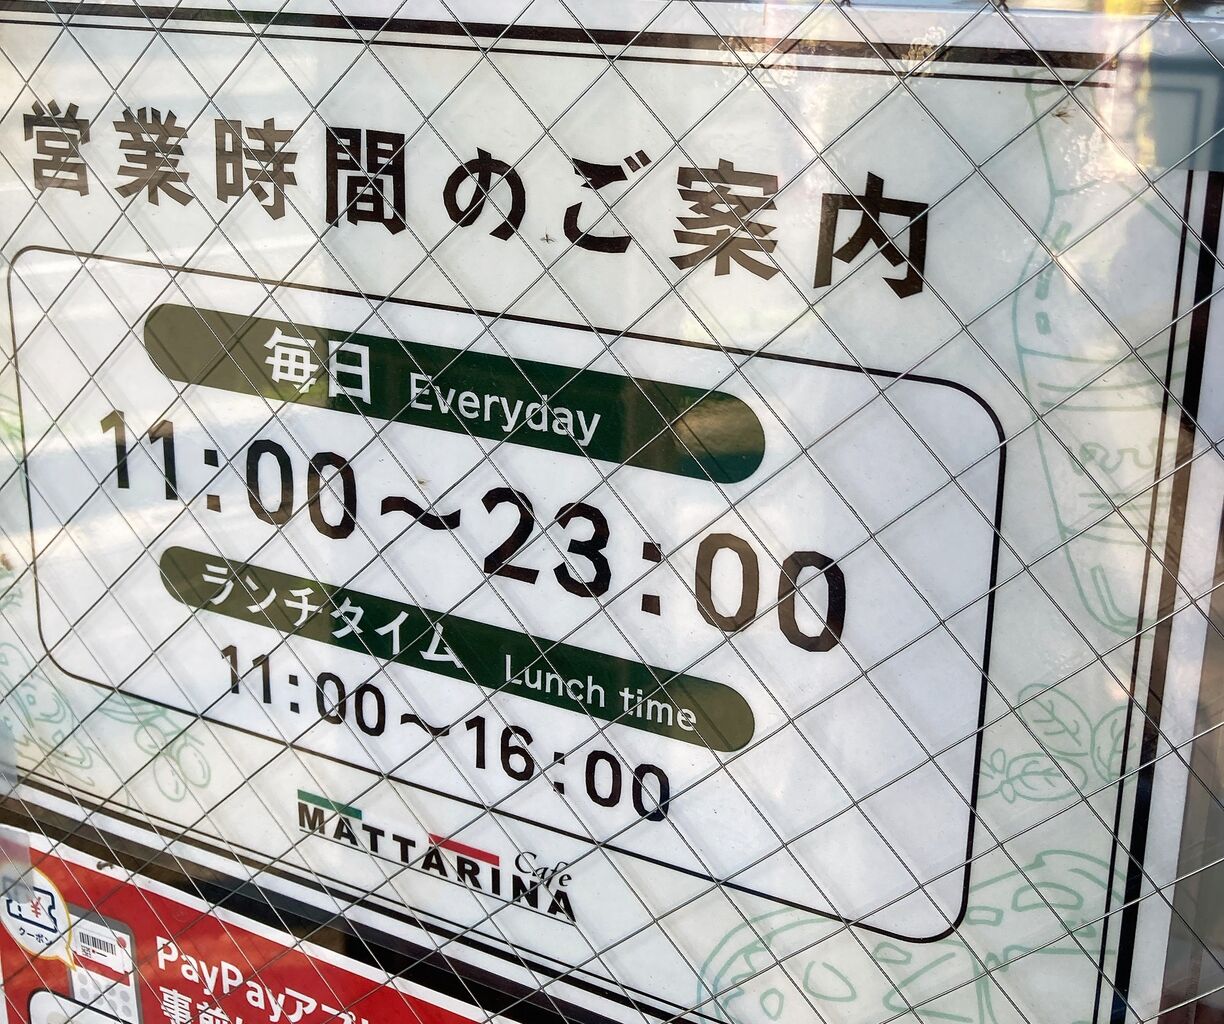 営業時間のご案内
毎日 Everyday
11:00～23:00
ランチタイム Lunch time
11:00～16:00
MATTARINA Cafe
クーポン
PayPayアプ
事前